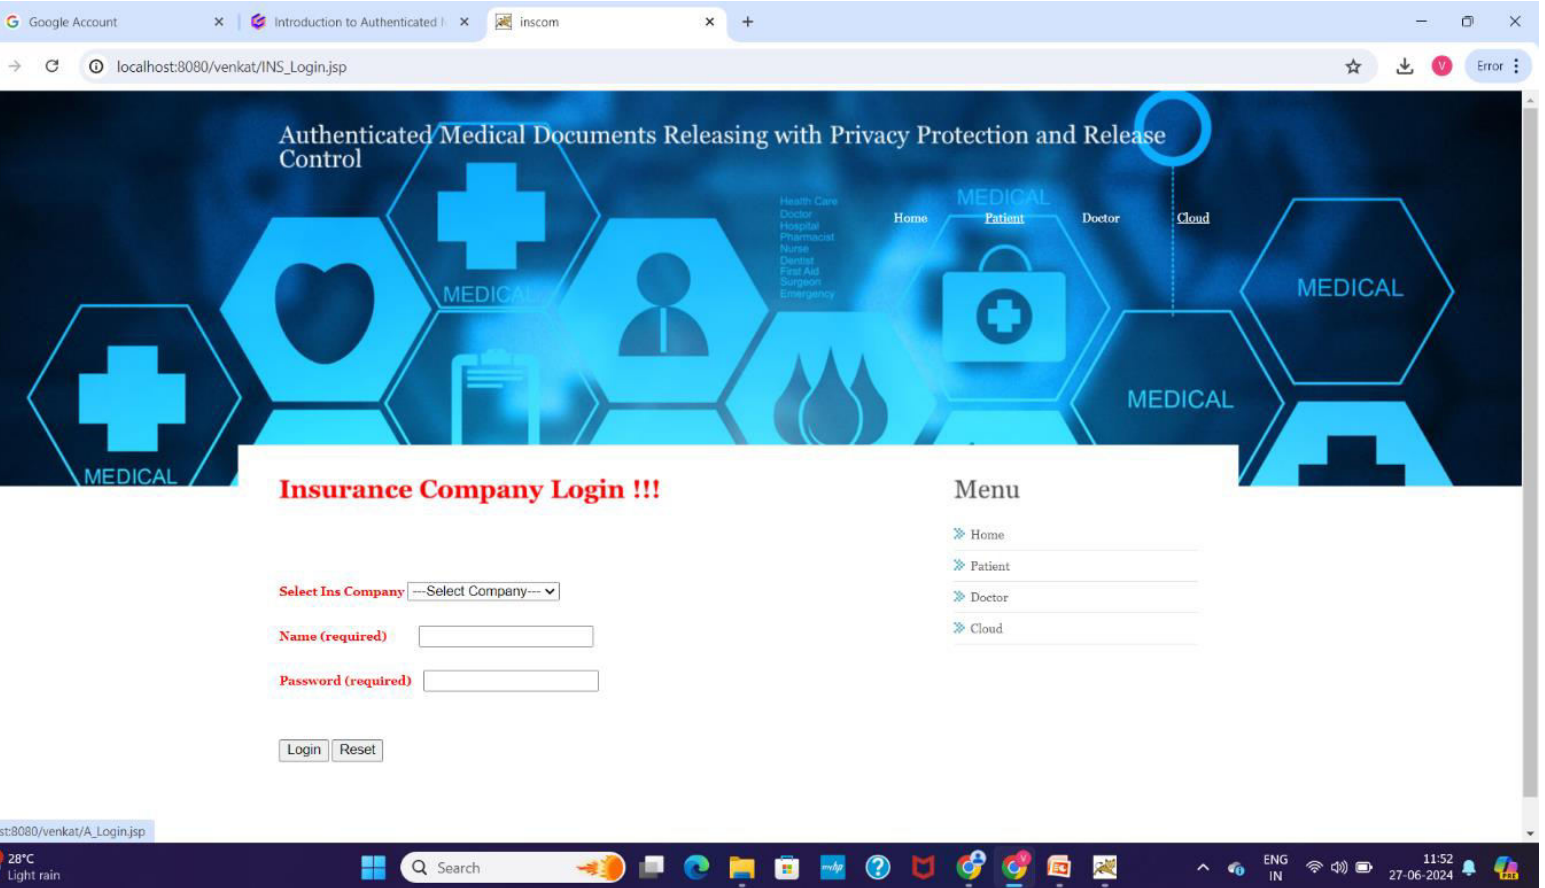 Google Account
Introduction to Authenticated
inscom
localhost:8080/venkat/INS_Login.jsp
V
Error
Authenticated Medical Documents Releasing with Privacy Protection and Release
Control
Home Patient Doctor Cloud
MEDICAL
Health Care
Doctor
Hospital
Pharmacist
Nurse
Dentist
First Aid
Surgeon
Emergency
MEDICAL
MEDICAL
MEDICAL
MEDICAL
Insurance Company Login !!!
Select Ins Company ---Select Company---
Name (required)
Password (required)
Login Reset
Menu
Home
Patient
Doctor
Cloud
st:8080/venkat/A_Login.jsp
28°C
Light rain
Search
ENG
IN
11:52
27-06-2024